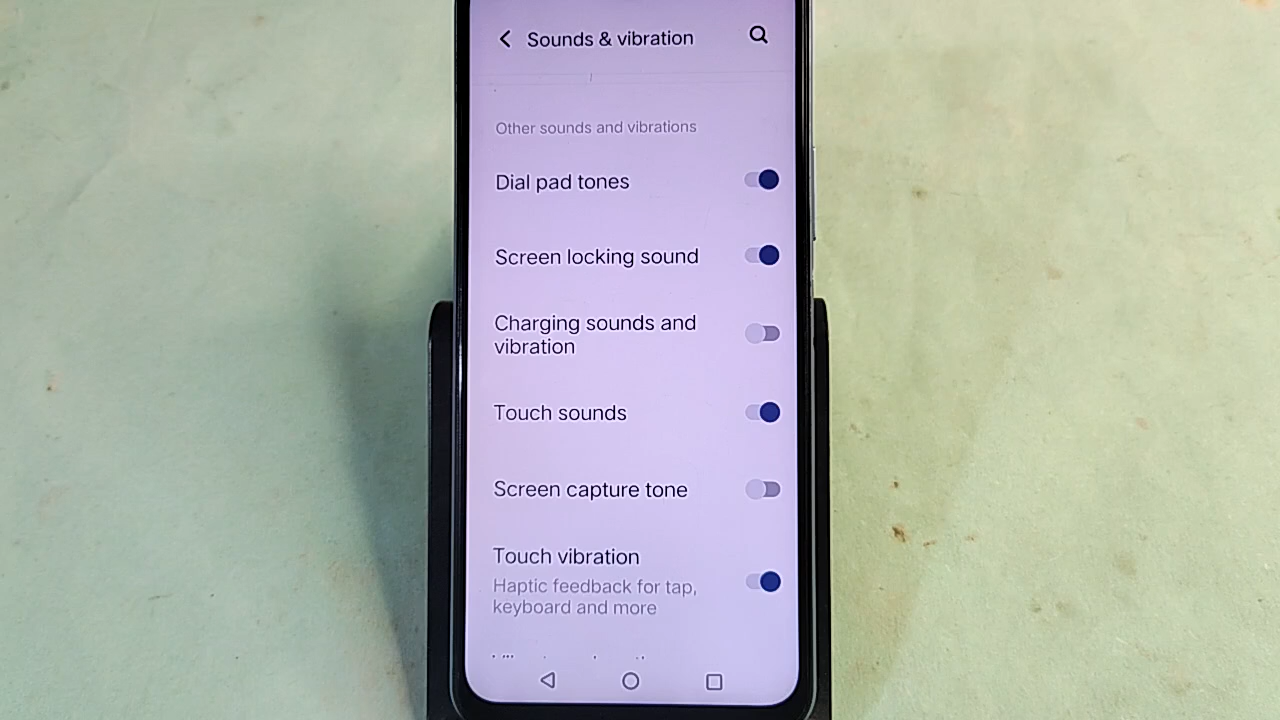 Sounds & vibration
Other sounds and vibrations
Dial pad tones
Screen locking sound
Charging sounds and
vibration
Touch sounds
Screen capture tone
Touch vibration
Haptic feedback for tap,
keyboard and more